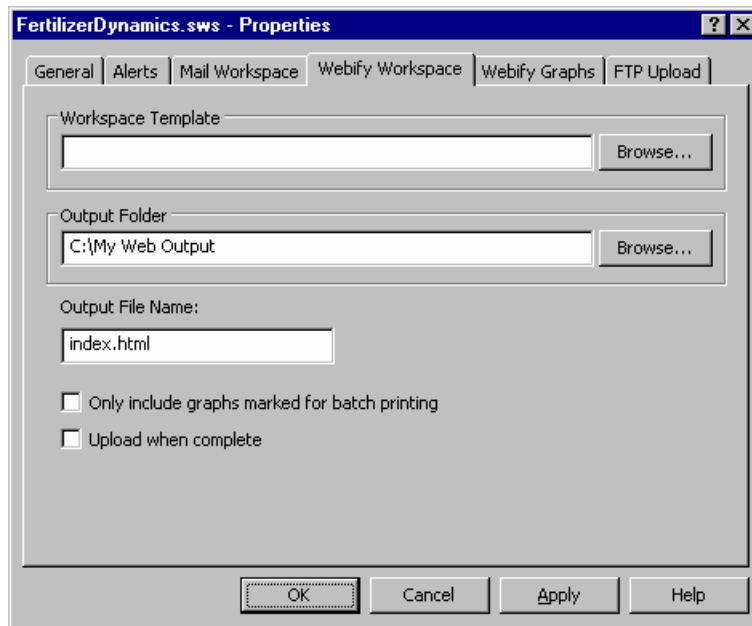 FertilizerDynamics.sws - Properties
General Alerts Mail Workspace Webify Workspace Webify Graphs FTP Upload
Workspace Template
Browse...
Output Folder
C:\My Web Output Browse...
Output File Name:
index.html
Only include graphs marked for batch printing
Upload when complete
OK Cancel Apply Help